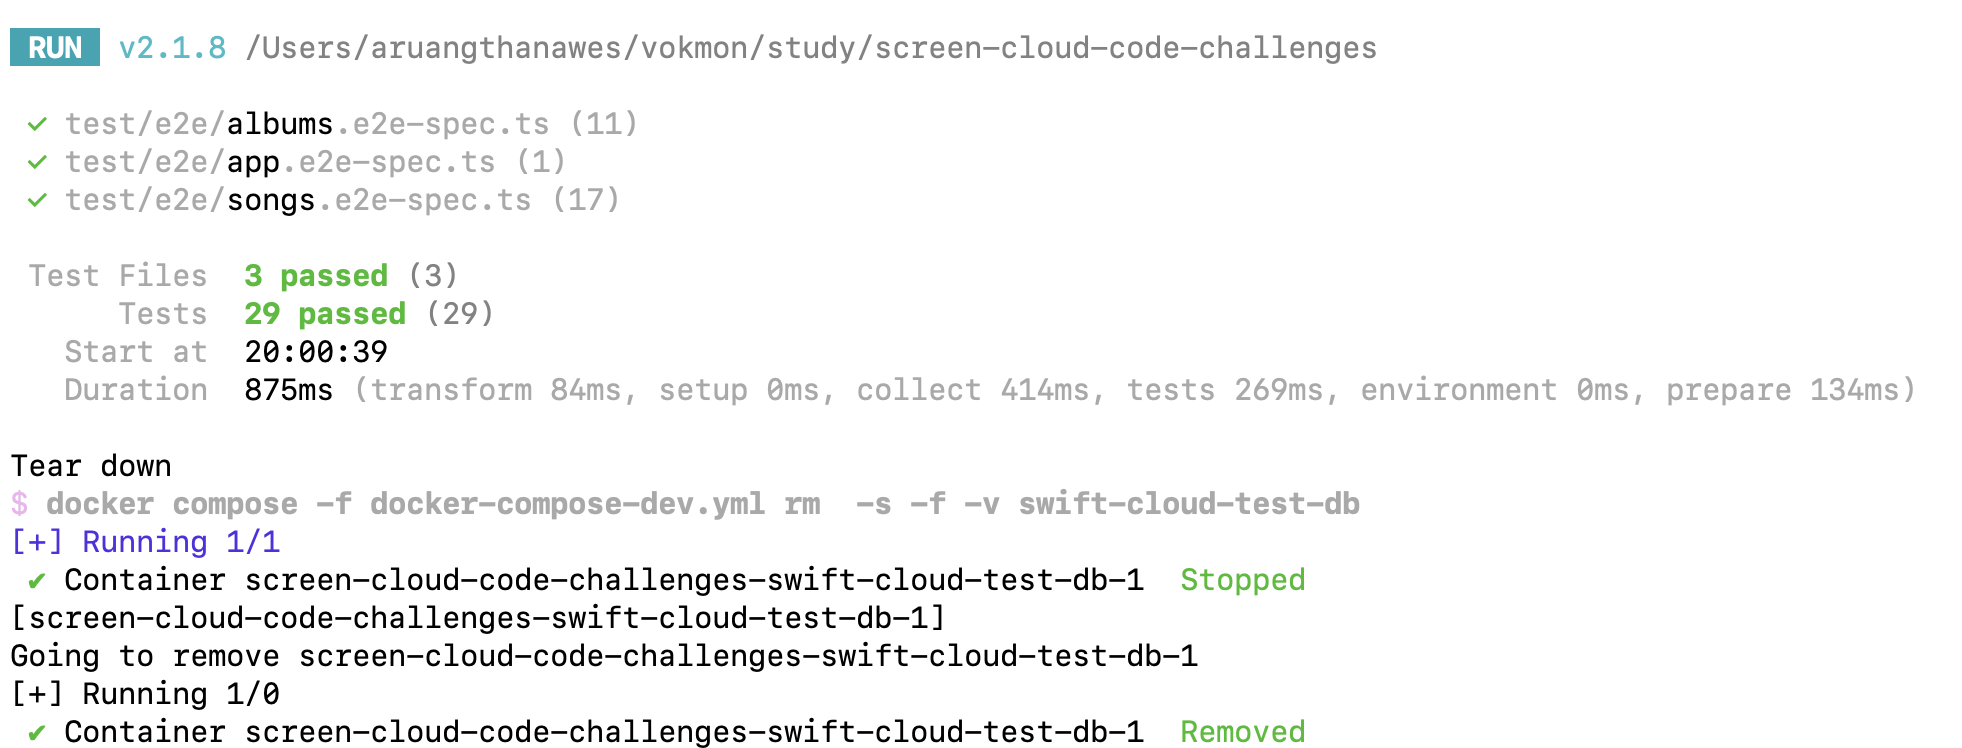 RUN v2.1.8 /Users/aruangthanawes/vokmon/study/screen-cloud-code-challenges
✓ test/e2e/albums.e2e-spec.ts (11)
✓ test/e2e/app.e2e-spec.ts (1)
✓ test/e2e/songs.e2e-spec.ts (17)
Test Files 3 passed (3)
Tests 29 passed (29)
Start at 20:00:39
Duration 875ms (transform 84ms, setup 0ms, collect 414ms, tests 269ms, environment 0ms, prepare 134ms)
Tear down
$ docker compose -f docker-compose-dev.yml rm  -s -f -v swift-cloud-test-db
[+] Running 1/1
✔ Container screen-cloud-code-challenges-swift-cloud-test-db-1 Stopped
[screen-cloud-code-challenges-swift-cloud-test-db-1]
Going to remove screen-cloud-code-challenges-swift-cloud-test-db-1
[+] Running 1/0
✔ Container screen-cloud-code-challenges-swift-cloud-test-db-1 Removed